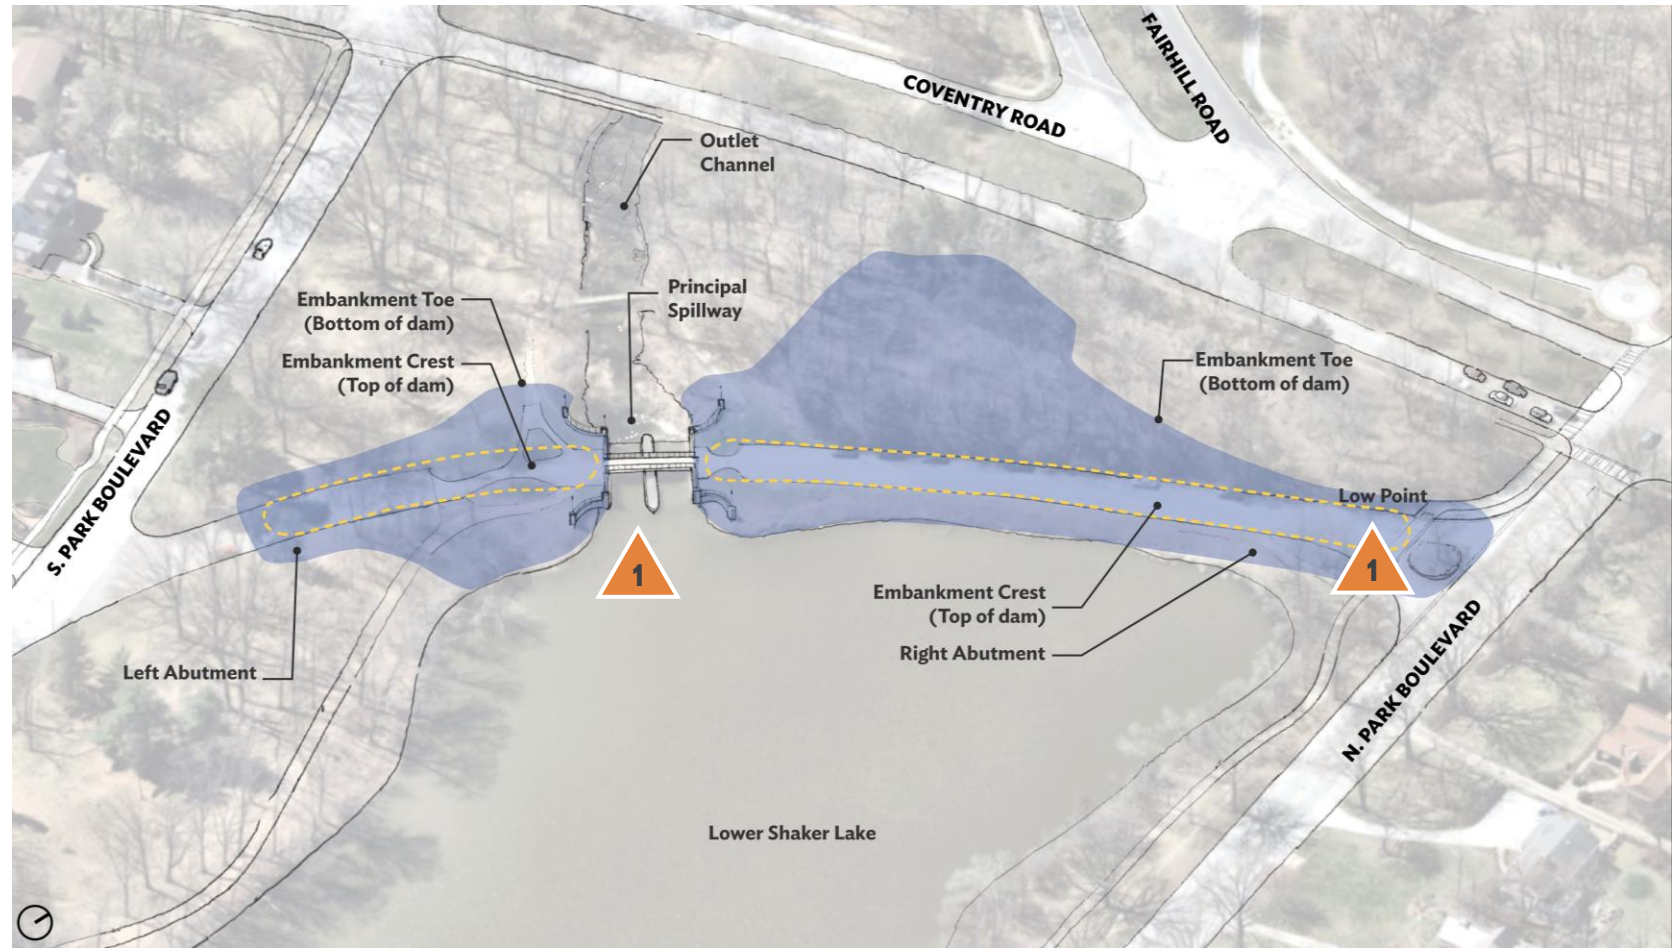 FAIRHILL ROAD
COVENTRY ROAD
Outlet
Channel
Principal
Spillway
Embankment Toe
(Bottom of dam)
Embankment Crest
(Top of dam)
Embankment Toe
(Bottom of dam)
S. PARK BOULEVARD
Low Point
1
1
Embankment Crest
(Top of dam)
Right Abutment
Left Abutment
N. PARK BOULEVARD
Lower Shaker Lake